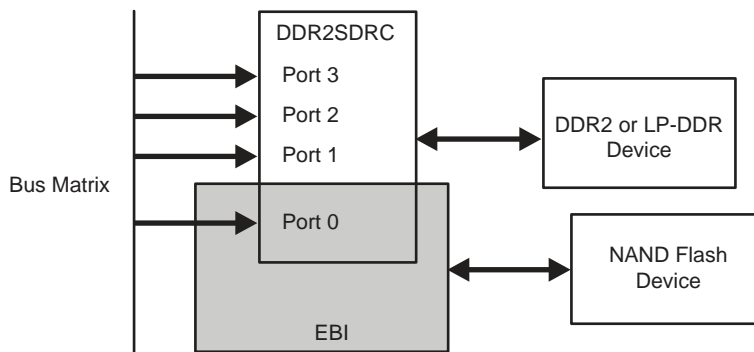 DDR2SDRC
Port 3
Port 2
Port 1
Port 0
Bus Matrix
EBI
DDR2 or LP-DDR
Device
NAND Flash
Device